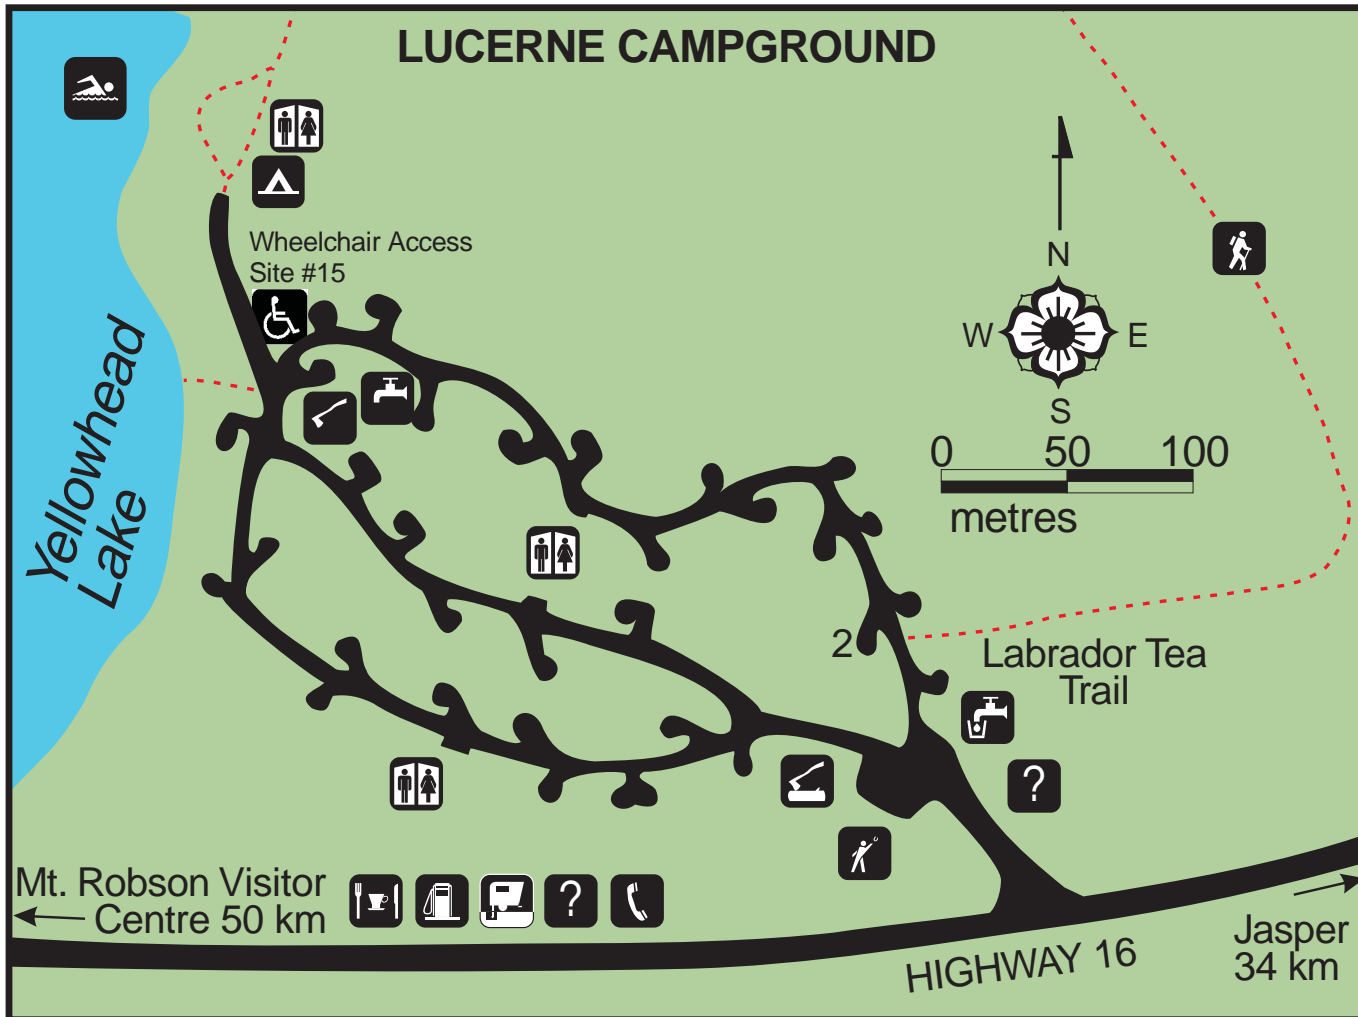 LUCERNE CAMPGROUND
Wheelchair Access
Site #15
N
W
E
S
0 50 100
metres
Yellowhead
Lake
2
Labrador Tea
Trail
?
Mt. Robson Visitor
Centre 50 km
?
HIGHWAY 16
Jasper
34 km